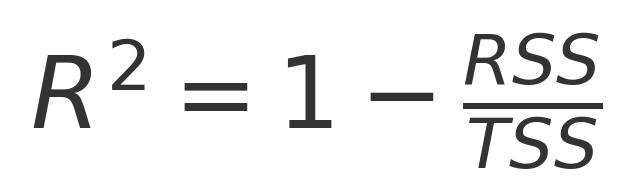 R² = 1 − RSS/TSS